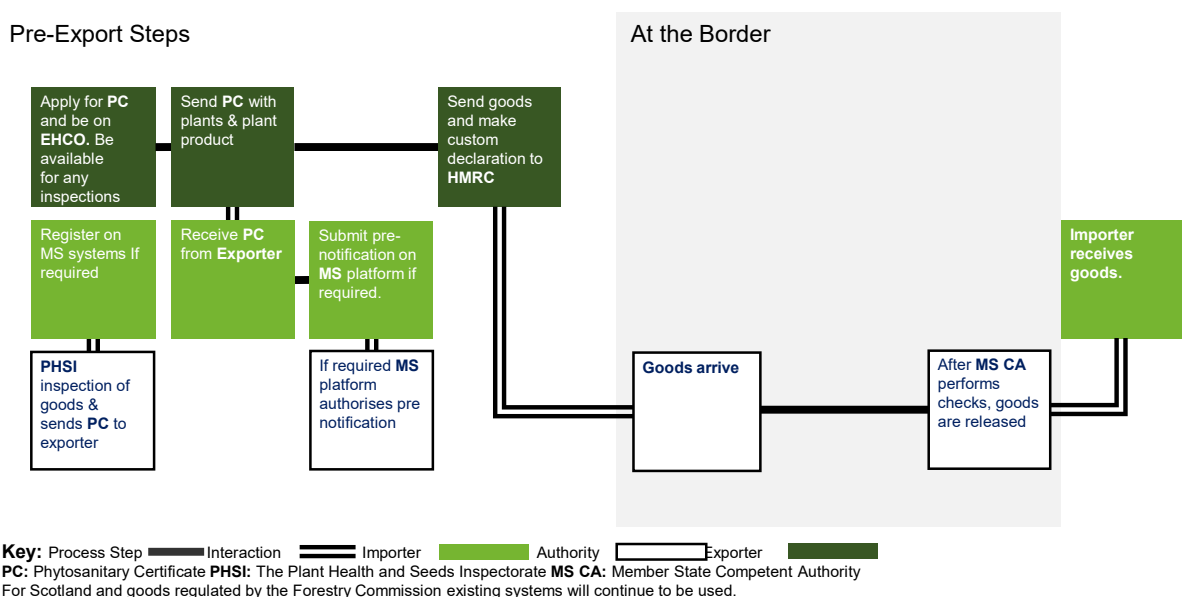 Pre-Export Steps
At the Border
Apply for PC
and be on
EHCO. Be
available
for any
inspections
Send PC with
plants & plant
product
Send goods
and make
custom
declaration to
HMRC
Register on
MS systems If
required
Receive PC
from Exporter
Submit pre-
notification on
MS platform if
required.
Importer
receives
goods.
PHSI
inspection of
goods &
sends PC to
exporter
If required MS
platform
authorises pre
notification
Goods arrive
After MS CA
performs
checks, goods
are released
Key: Process Step Interaction Importer Authority Exporter
PC: Phytosanitary Certificate PHSI: The Plant Health and Seeds Inspectorate MS CA: Member State Competent Authority
For Scotland and goods regulated by the Forestry Commission existing systems will continue to be used.